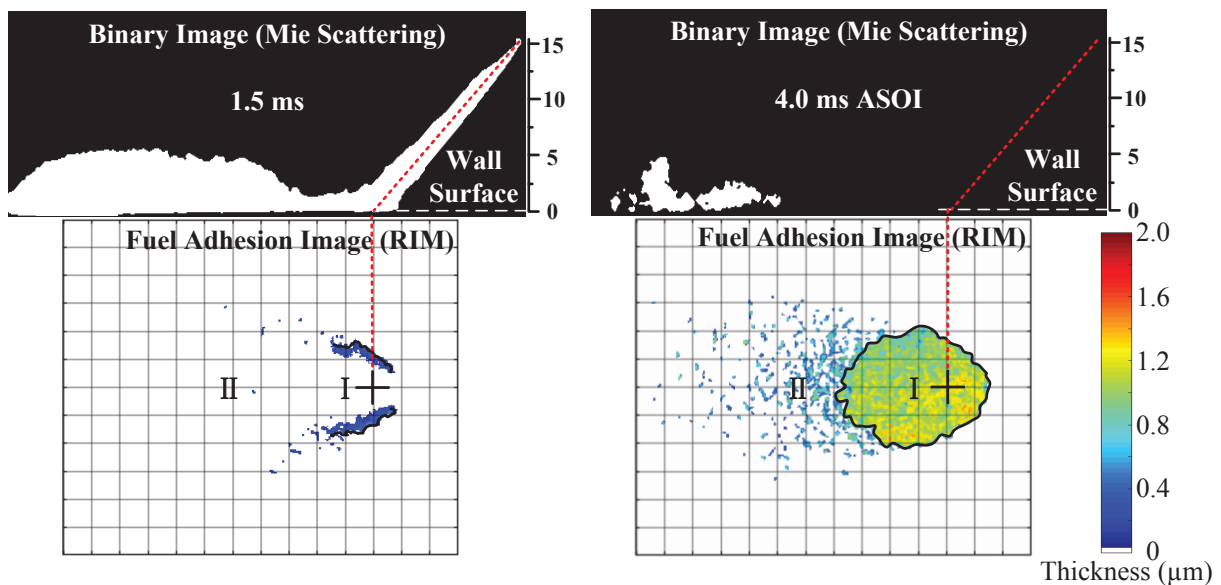 Binary Image (Mie Scattering)
1.5 ms
15
10
5
0
Wall
Surface
Fuel Adhesion Image (RIM)
II
I
Binary Image (Mie Scattering)
4.0 ms ASOI
15
10
5
0
Wall
Surface
Fuel Adhesion Image (RIM)
II
I
2.0
1.6
1.2
0.8
0.4
0
Thickness (μm)